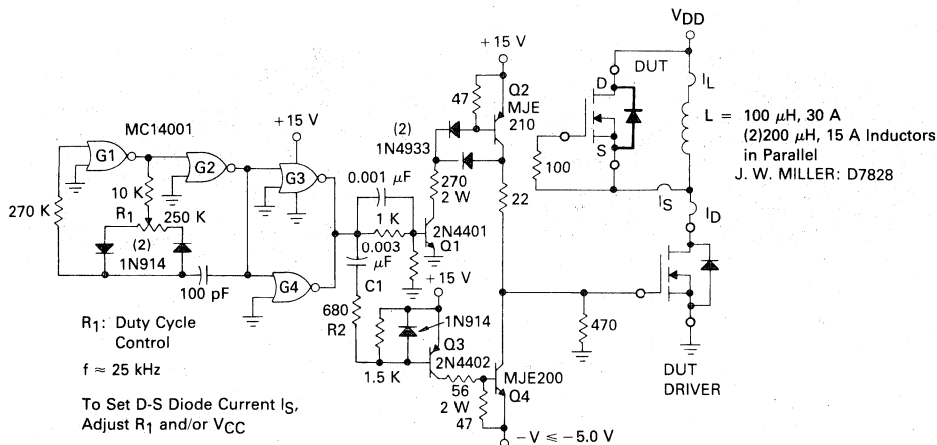 VDD
+15 V
DUT
D
IL
Q2
MJE
210
47
L = 100 μH, 30 A
(2)200 μH, 15 A Inductors
in Parallel
J. W. MILLER: D7828
MC14001
+15 V
(2)
1N4933
G1
G2
G3
S
100
10 K
0.001 μF
270
2 W
22
IS
ID
270 K
R1
250 K
1 K
2N4401
Q1
(2)
1N914
0.003
μF
C1
+15 V
100 pF
G4
680
R2
1N914
470
R1: Duty Cycle
Control
Q3
2N4402
DUT
DRIVER
f ≈ 25 kHz
1.5 K
56
2 W
MJE200
Q4
47
To Set D-S Diode Current IS,
Adjust R1 and/or VCC
-V ≤ -5.0 V